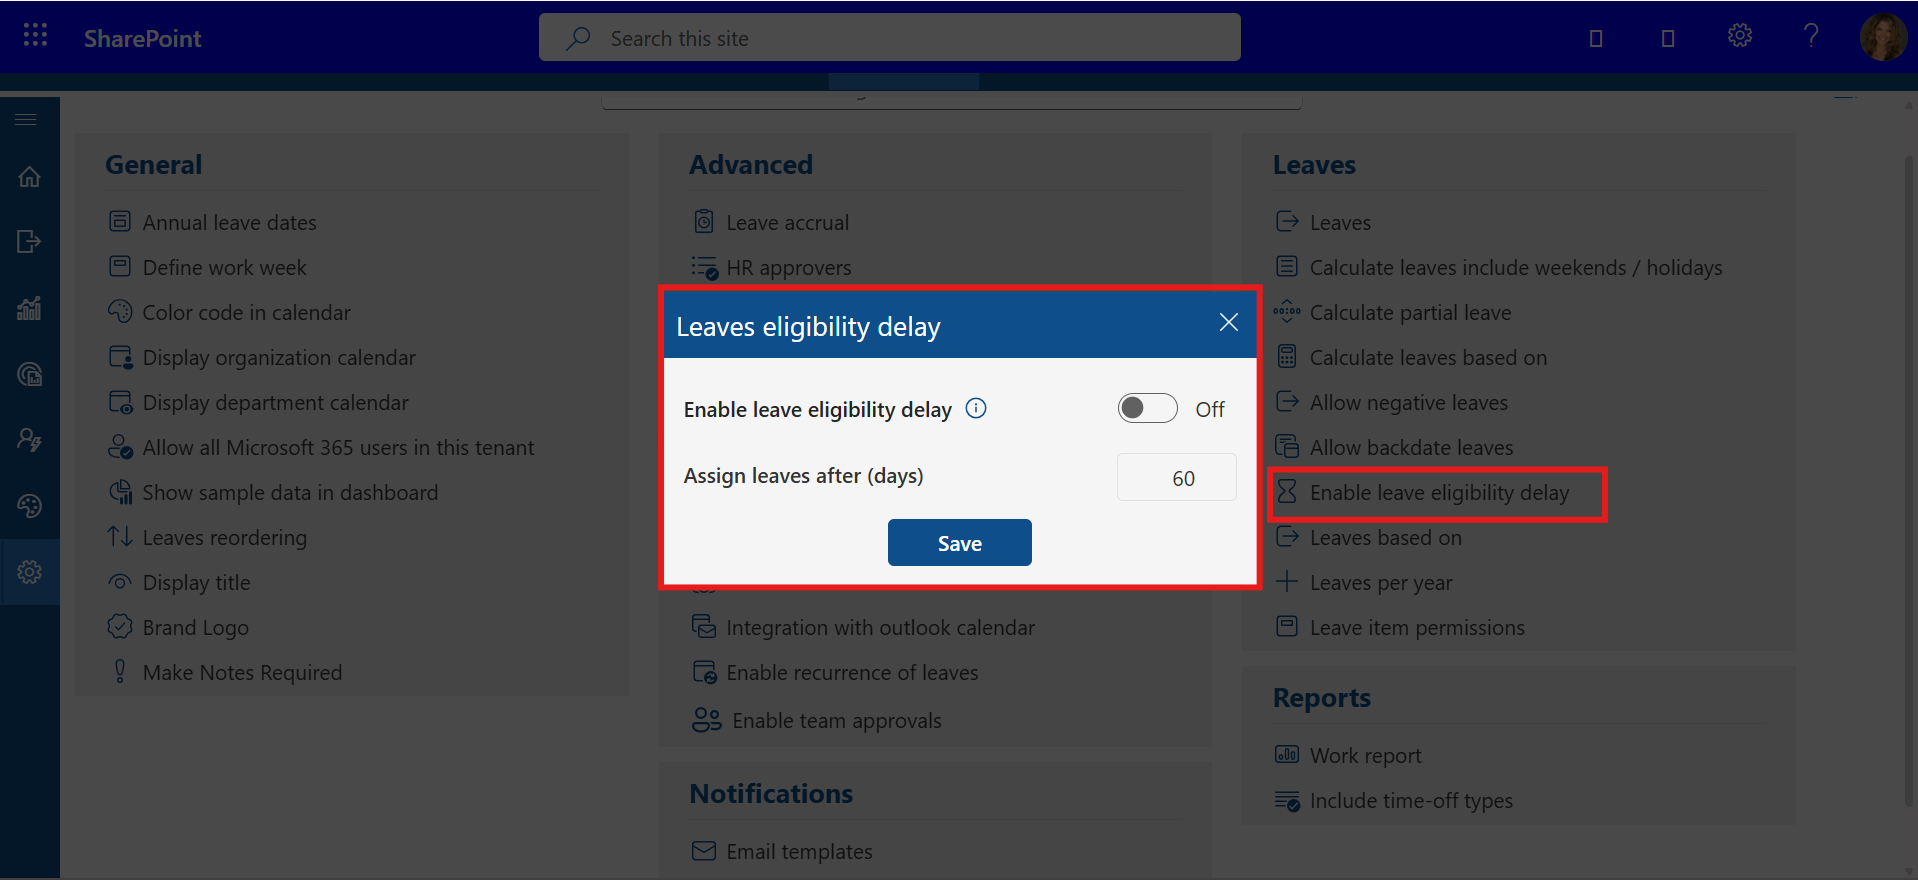 SharePoint
Search this site
General
Annual leave dates
Define work week
Color code in calendar
Display organization calendar
Display department calendar
Allow all Microsoft 365 users in this tenant
Show sample data in dashboard
Leaves reordering
Display title
Brand Logo
Make Notes Required
Advanced
Leave accrual
HR approvers
Leaves eligibility delay
Enable leave eligibility delay
Off
Assign leaves after (days)
60
Save
Integration with outlook calendar
Enable recurrence of leaves
Enable team approvals
Notifications
Email templates
Leaves
Leaves
Calculate leaves include weekends / holidays
Calculate partial leave
Calculate leaves based on
Allow negative leaves
Allow backdate leaves
Enable leave eligibility delay
Leaves based on
Leaves per year
Leave item permissions
Reports
Work report
Include time-off types